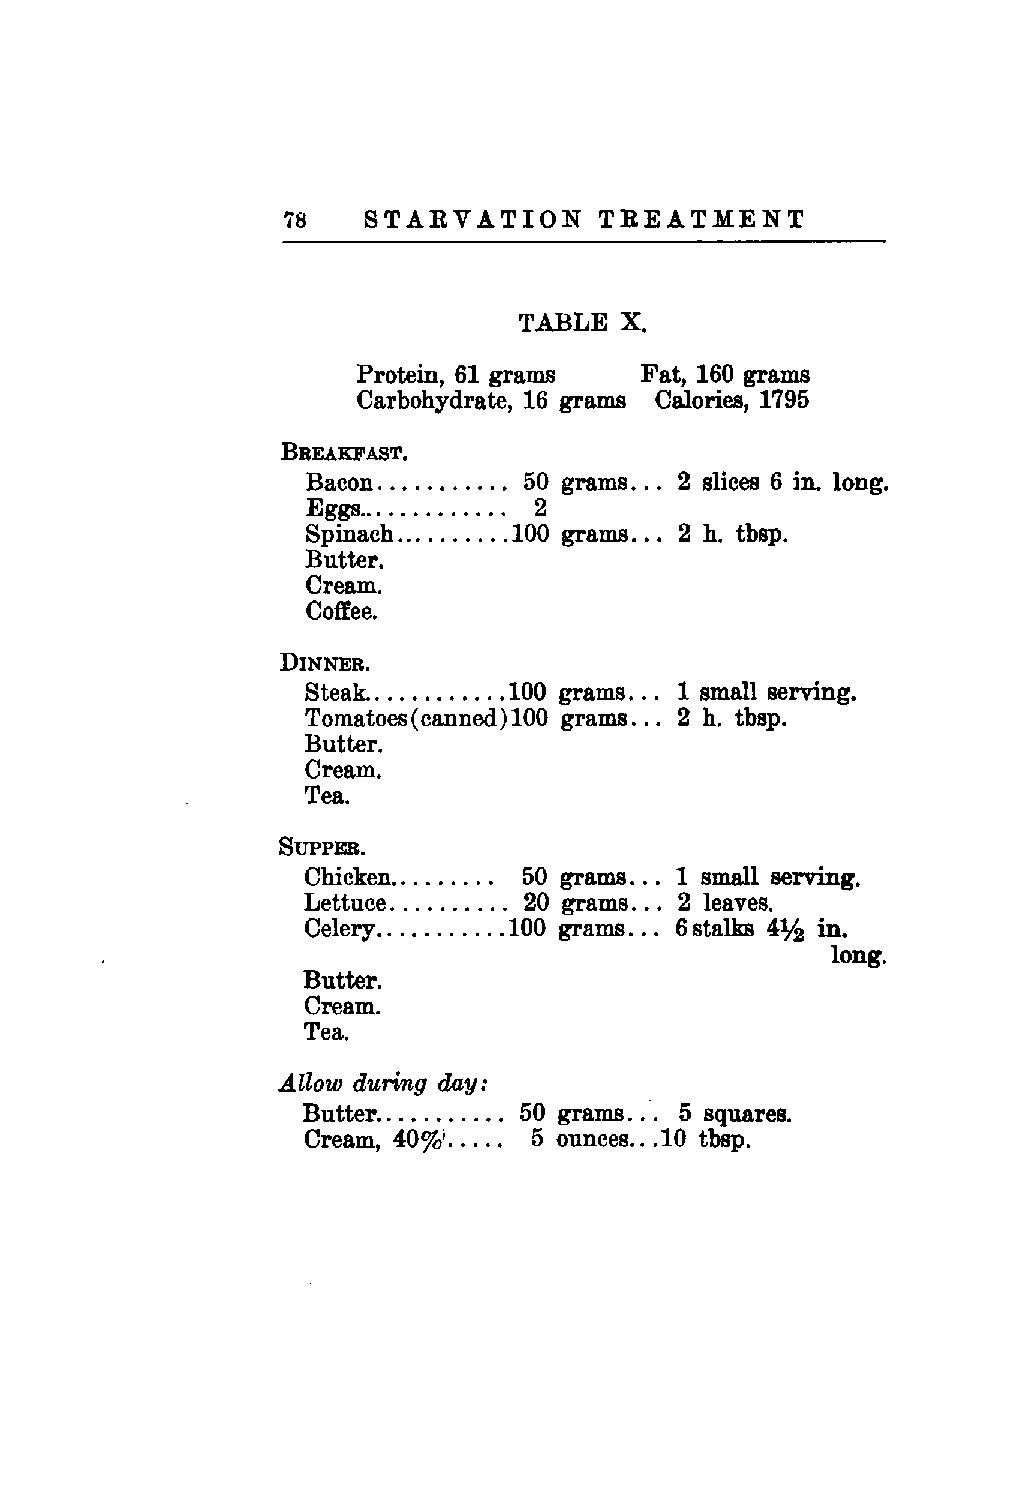 78 STARVATION TREATMENT
TABLE X.
Protein, 61 grams Fat, 160 grams
Carbohydrate, 16 grams Calories, 1795
BREAKFAST.
Bacon........... 50 grams... 2 slices 6 in. long.
Eggs............. 2
Spinach..........100 grams... 2 h. tbsp.
Butter.
Cream.
Coffee.
DINNER.
Steak............100 grams... 1 small serving.
Tomatoes(canned)100 grams... 2 h. tbsp.
Butter.
Cream.
Tea.
SUPPER.
Chicken......... 50 grams... 1 small serving.
Lettuce.......... 20 grams... 2 leaves.
Celery...........100 grams... 6 stalks 4½ in.
long.
Butter.
Cream.
Tea.
Allow during day:
Butter........... 50 grams... 5 squares.
Cream, 40%..... 5 ounces...10 tbsp.